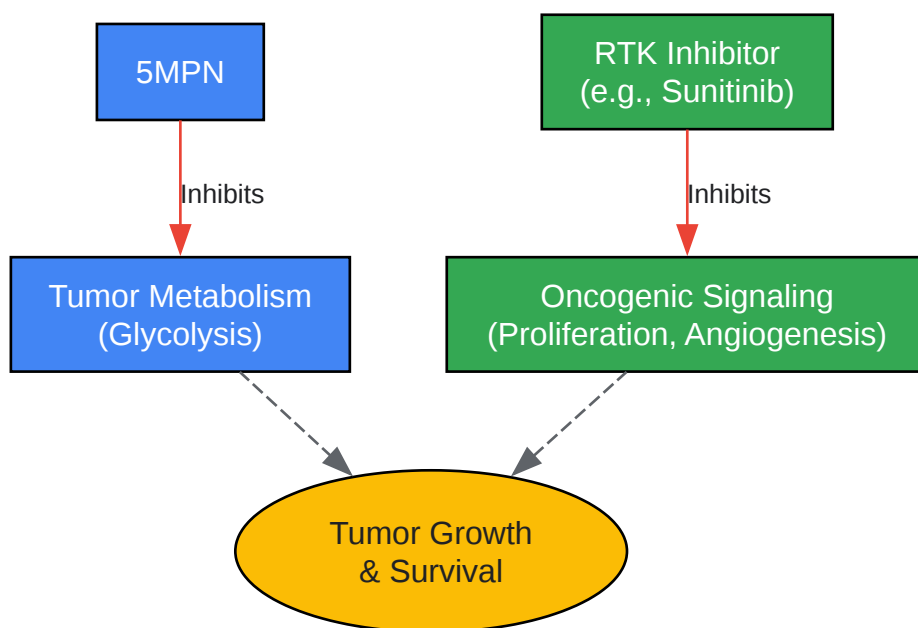 5MPN
RTK Inhibitor
(e.g., Sunitinib)
Inhibits
Inhibits
Tumor Metabolism
(Glycolysis)
Oncogenic Signaling
(Proliferation, Angiogenesis)
Tumor Growth
& Survival